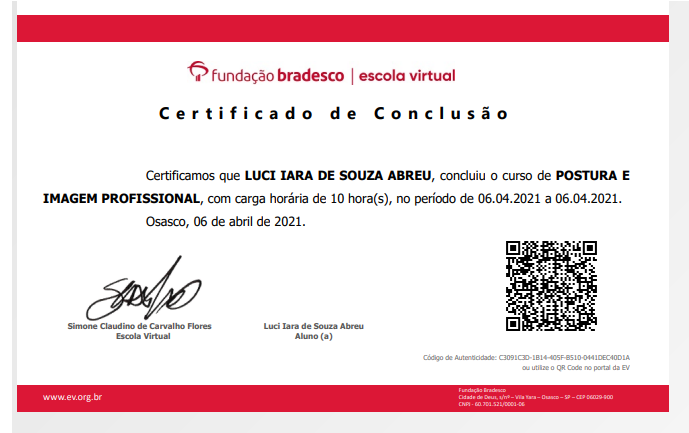 fundação bradesco | escola virtual
Certificado de Conclusão
Certificamos que LUCI IARA DE SOUZA ABREU, concluiu o curso de POSTURA E
IMAGEM PROFISSIONAL, com carga horária de 10 hora(s), no período de 06.04.2021 a 06.04.2021.
Osasco, 06 de abril de 2021.
Simone Claudino de Carvalho Flores
Escola Virtual
Luci Iara de Souza Abreu
Aluno (a)
Código de Autenticidade: C3091C3D-1B14-405F-B510-0441DEC40D1A
ou utilize o QR Code no portal da EV
www.ev.org.br
Fundação Bradesco
Cidade de Deus, s/nº – Vila Yara – Osasco – SP – CEP 06029-900
CNPJ - 60.701.521/0001-06